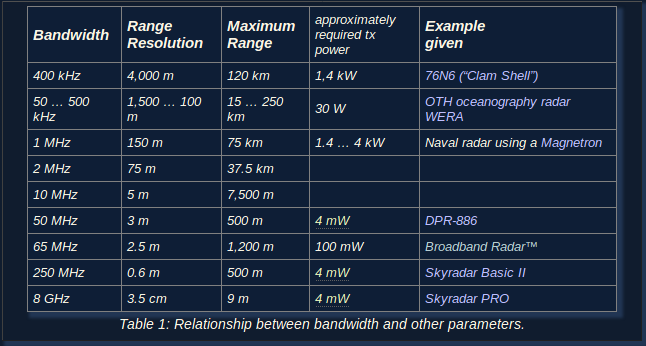 Bandwidth Range Resolution Maximum Range approximately required tx power Example given
400 kHz 4,000 m 120 km 1,4 kW 76N6 (“Clam Shell”)
50 … 500 kHz 1,500 … 100 m 15 … 250 km 30 W OTH oceanography radar WERA
1 MHz 150 m 75 km 1.4 … 4 kW Naval radar using a Magnetron
2 MHz 75 m 37.5 km
10 MHz 5 m 7,500 m
50 MHz 3 m 500 m 4 mW DPR-886
65 MHz 2.5 m 1,200 m 100 mW Broadband Radar™
250 MHz 0.6 m 500 m 4 mW Skyradar Basic II
8 GHz 3.5 cm 9 m 4 mW Skyradar PRO
Table 1: Relationship between bandwidth and other parameters.